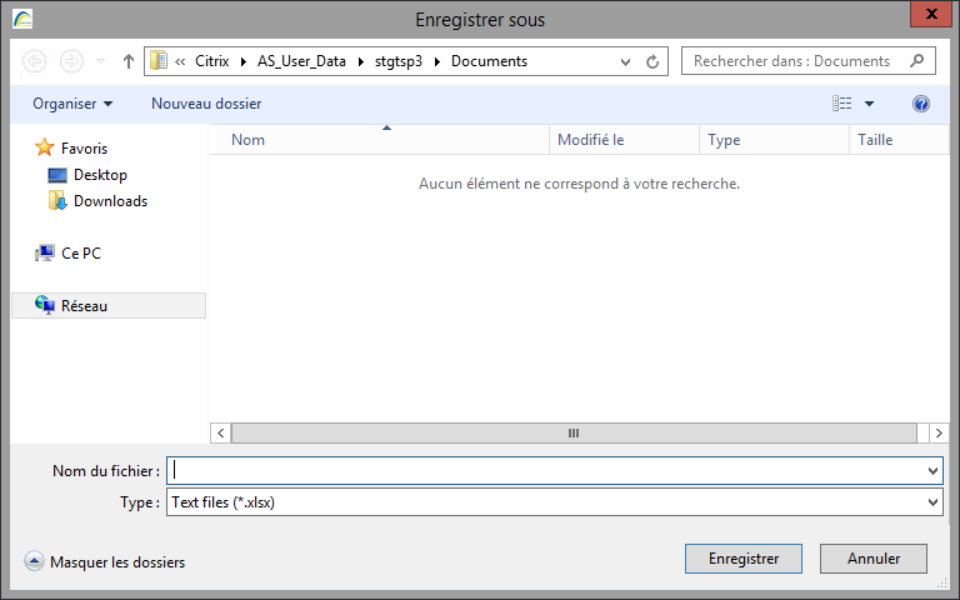 Enregistrer sous
« Citrix AS_User_Data stgtsp3 Documents
Rechercher dans : Documents
Organiser Nouveau dossier
Nom Modifié le Type Taille
Aucun élément ne correspond à votre recherche.
Favoris
Desktop
Downloads
Ce PC
Réseau
Nom du fichier :
Type : Text files (*.xlsx)
Masquer les dossiers
Enregistrer Annuler